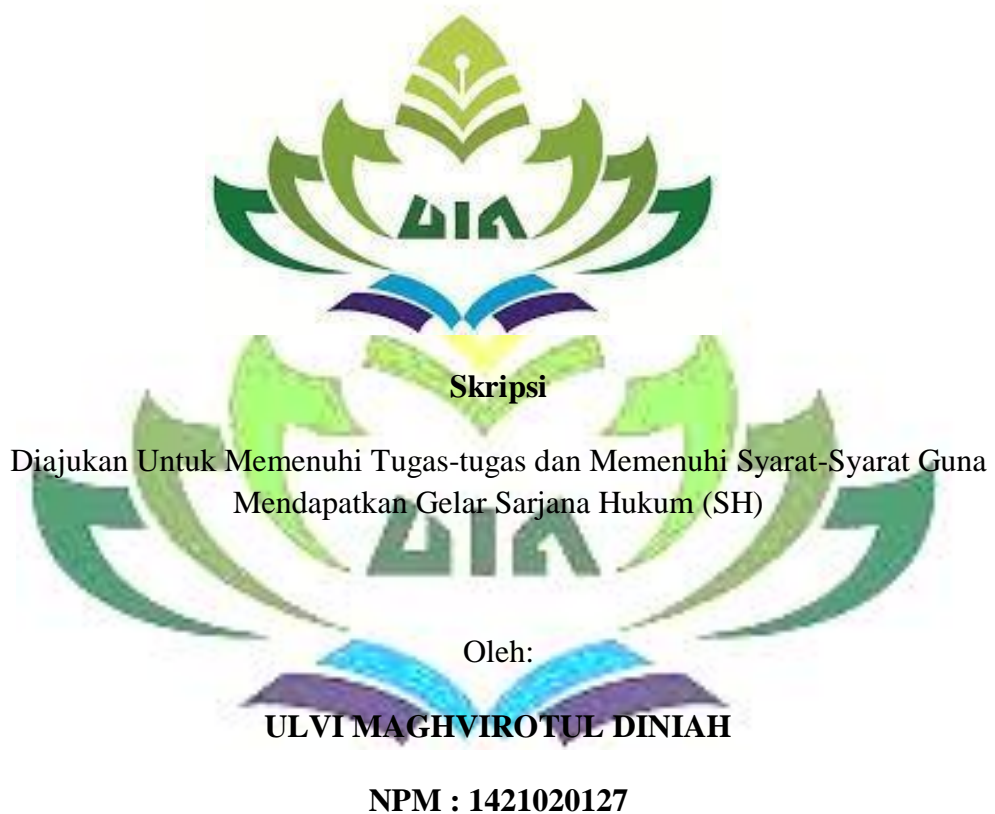 UIN
Skripsi
Diajukan Untuk Memenuhi Tugas-tugas dan Memenuhi Syarat-Syarat Guna
Mendapatkan Gelar Sarjana Hukum (SH)
UIN
Oleh:
ULVI MAGHVIROTUL DINIAH
NPM : 1421020127